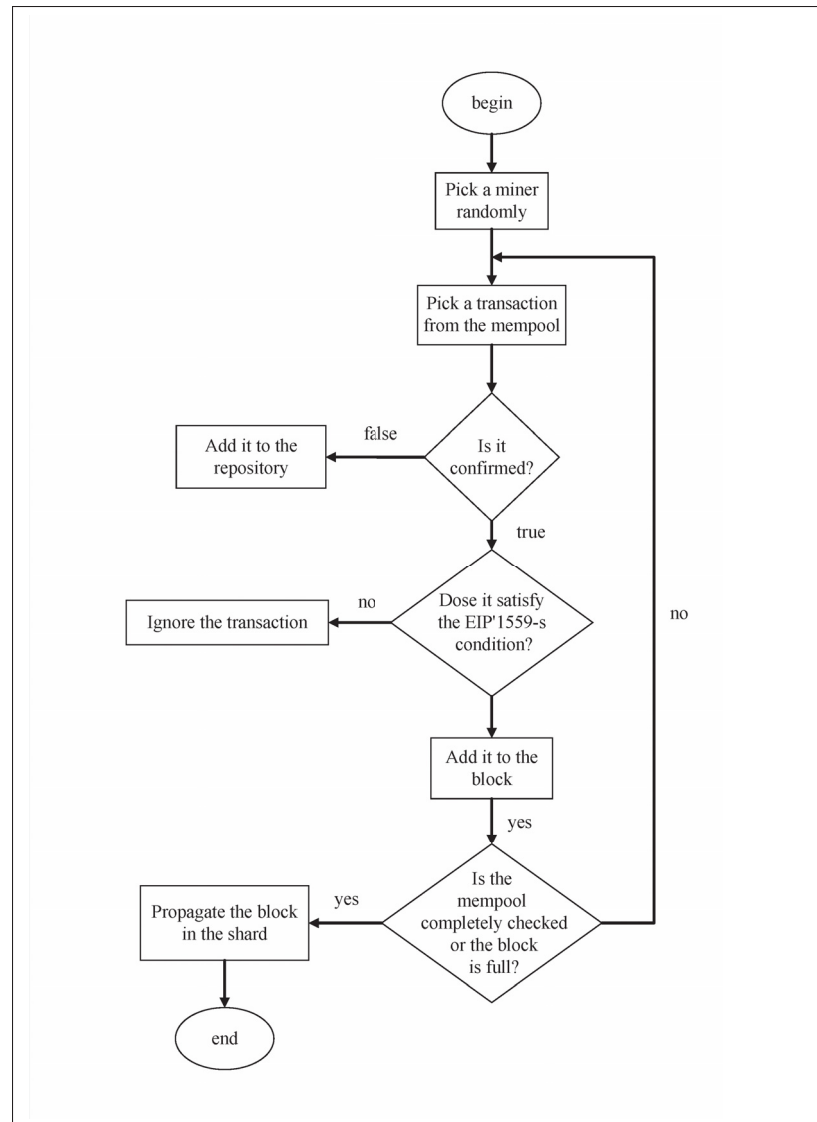 begin
Pick a miner
randomly
Pick a transaction
from the mempool
Is it
confirmed?
false
Add it to the
repository
true
Dose it satisfy
the EIP'1559-s
condition?
no
Ignore the transaction
no
Add it to the
block
yes
Is the
mempool
completely checked
or the block
is full?
yes
Propagate the block
in the shard
end